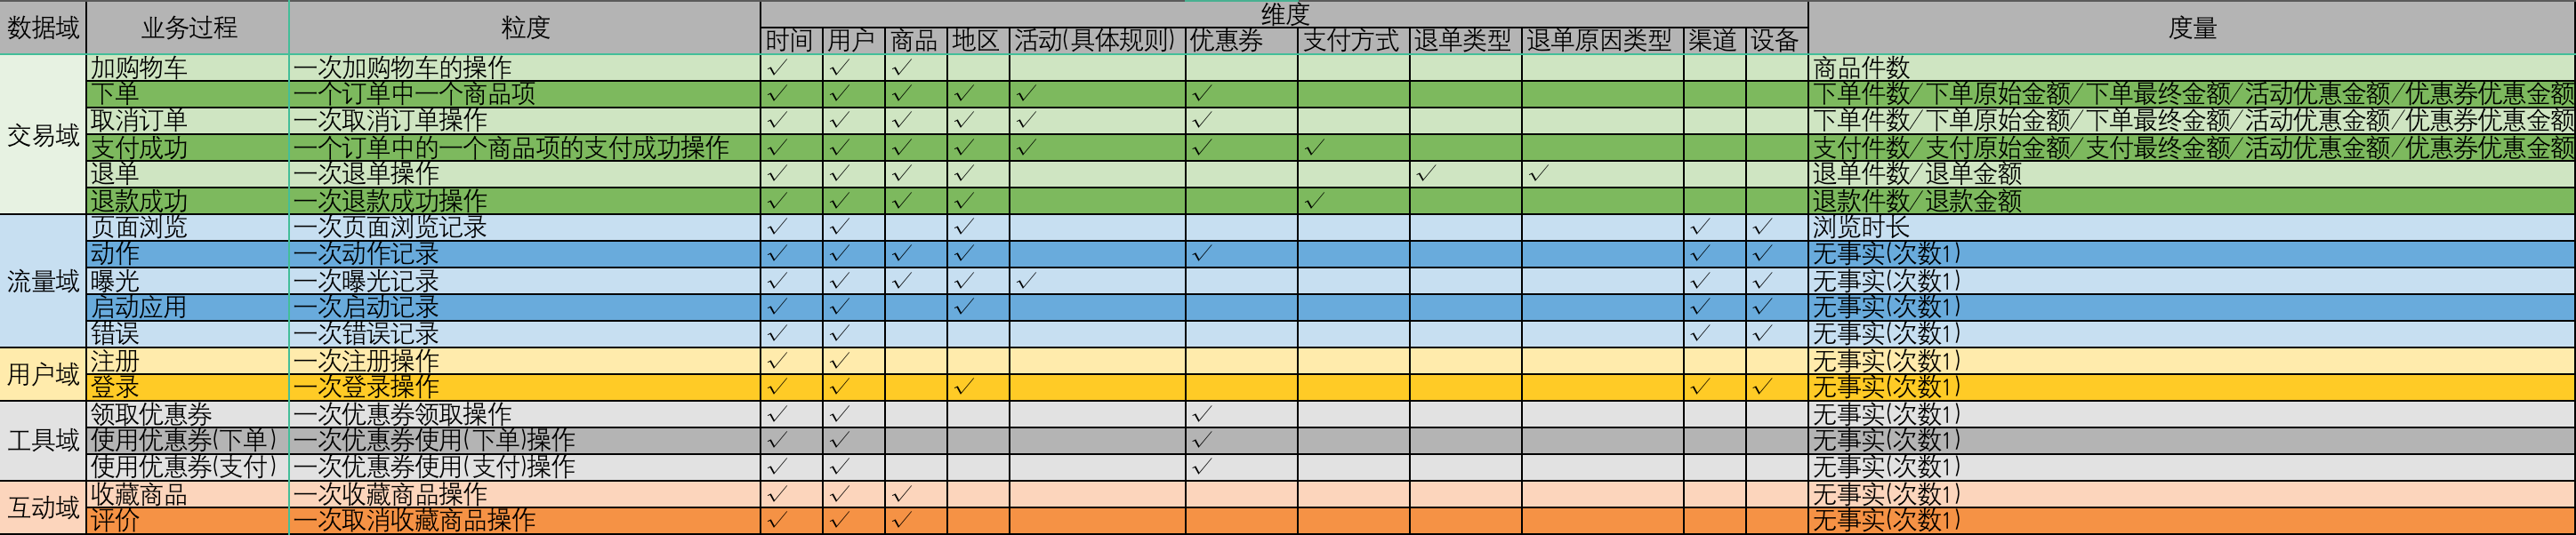 数据域 业务过程 粒度 维度 度量
时间 用户 商品 地区 活动(具体规则) 优惠券 支付方式 退单类型 退单原因类型 渠道 设备
交易域
加购物车 一次加购物车的操作 ✓ ✓ ✓ 商品件数
下单 一个订单中一个商品项 ✓ ✓ ✓ ✓ ✓ ✓ 下单件数/下单原始金额/下单最终金额/活动优惠金额/优惠券优惠金额
取消订单 一次取消订单操作 ✓ ✓ ✓ ✓ ✓ ✓ 下单件数/下单原始金额/下单最终金额/活动优惠金额/优惠券优惠金额
支付成功 一个订单中的一个商品项的支付成功操作 ✓ ✓ ✓ ✓ ✓ ✓ ✓ 支付件数/支付原始金额/支付最终金额/活动优惠金额/优惠券优惠金额
退单 一次退单操作 ✓ ✓ ✓ ✓ ✓ ✓ 退单件数/退单金额
退款成功 一次退款成功操作 ✓ ✓ ✓ ✓ ✓ 退款件数/退款金额
流量域
页面浏览 一次页面浏览记录 ✓ ✓ ✓ ✓ ✓ 浏览时长
动作 一次动作记录 ✓ ✓ ✓ ✓ ✓ ✓ ✓ 无事实(次数1)
曝光 一次曝光记录 ✓ ✓ ✓ ✓ ✓ ✓ ✓ 无事实(次数1)
启动应用 一次启动记录 ✓ ✓ ✓ ✓ ✓ 无事实(次数1)
错误 一次错误记录 ✓ ✓ ✓ ✓ 无事实(次数1)
用户域
注册 一次注册操作 ✓ ✓ 无事实(次数1)
登录 一次登录操作 ✓ ✓ ✓ ✓ ✓ 无事实(次数1)
工具域
领取优惠券 一次优惠券领取操作 ✓ ✓ ✓ 无事实(次数1)
使用优惠券(下单) 一次优惠券使用(下单)操作 ✓ ✓ ✓ 无事实(次数1)
使用优惠券(支付) 一次优惠券使用(支付)操作 ✓ ✓ ✓ 无事实(次数1)
互动域
收藏商品 一次收藏商品操作 ✓ ✓ ✓ 无事实(次数1)
评价 一次取消收藏商品操作 ✓ ✓ ✓ 无事实(次数1)